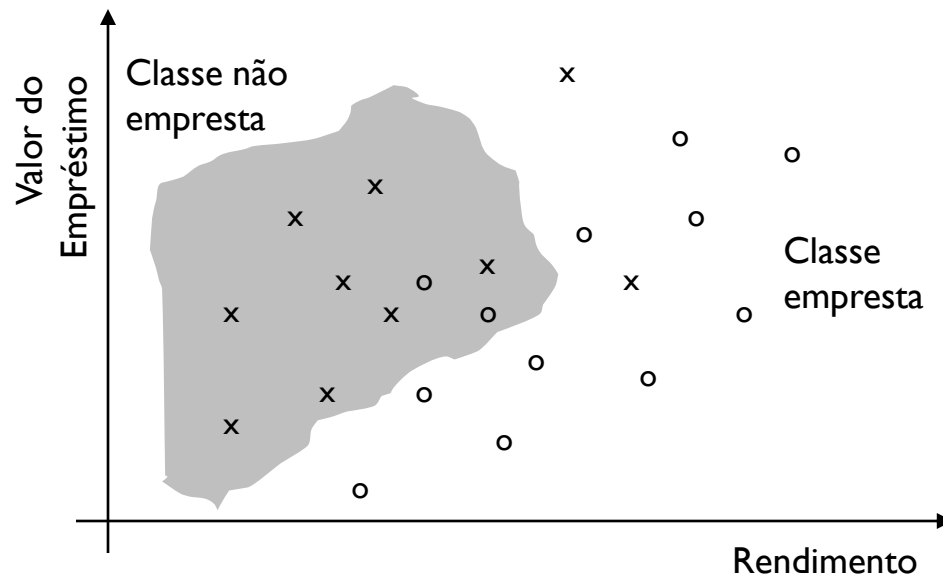 Valor do
Empréstimo
Classe não
empresta
Classe
empresta
Rendimento